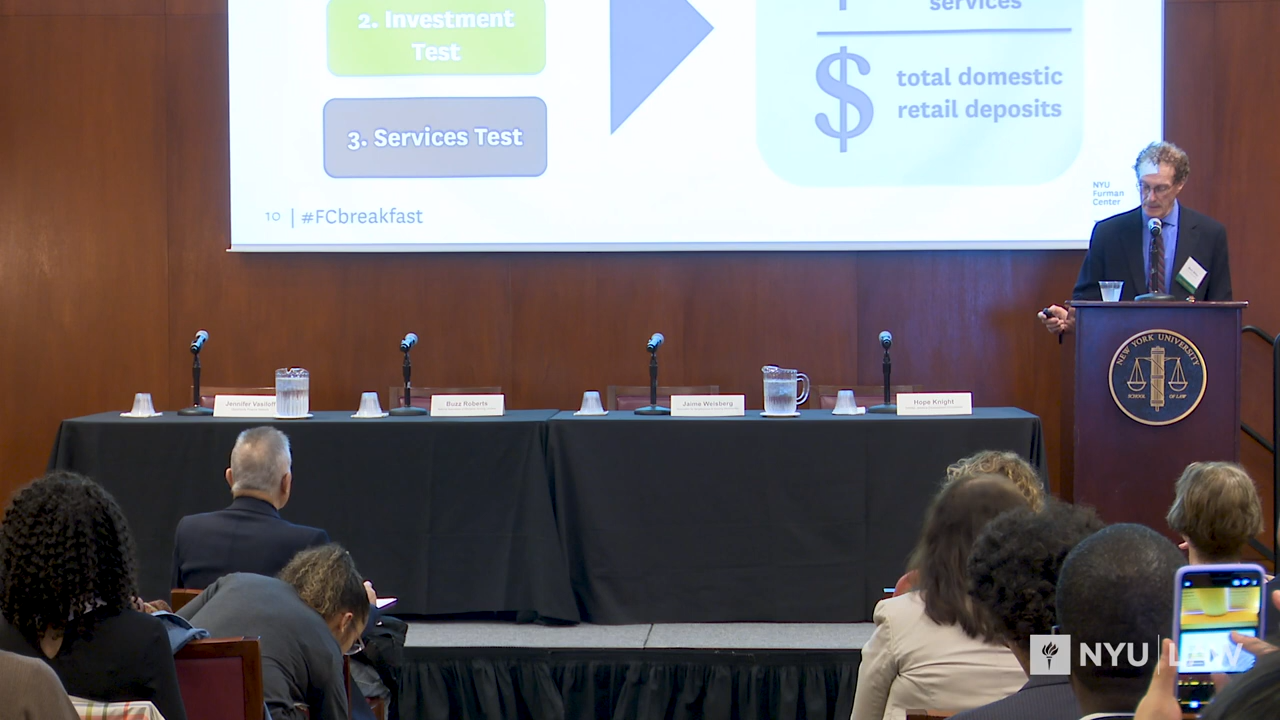 2. Investment
Test
services
total domestic
retail deposits
$
3. Services Test
10 | #FCbreakfast
NYU
Furman
Center
NEW YORK UNIVERSITY
SCHOOL OF LAW
Jennifer Vasiloff
Buzz Roberts
Janne Weisberg
Hope Knight
NYU | LAW